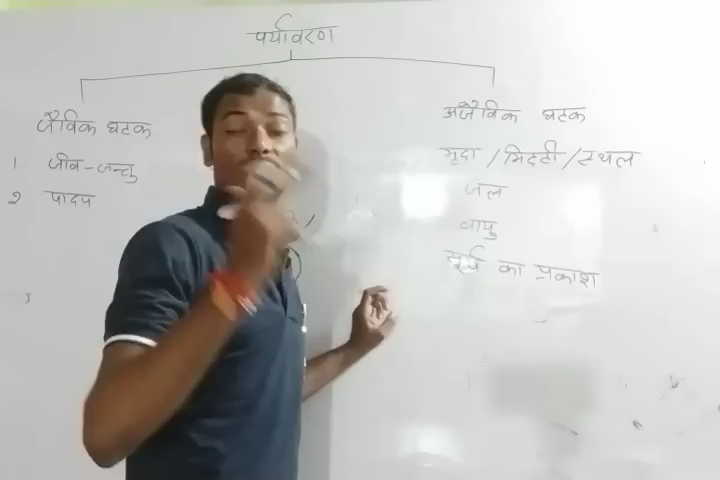 पर्यावरण
जैविक घटक
1 जीव-जन्तु
2 पादप
अजैविक घटक
मृदा / मिट्टी / स्थल
जल
वायु
सूर्य का प्रकाश